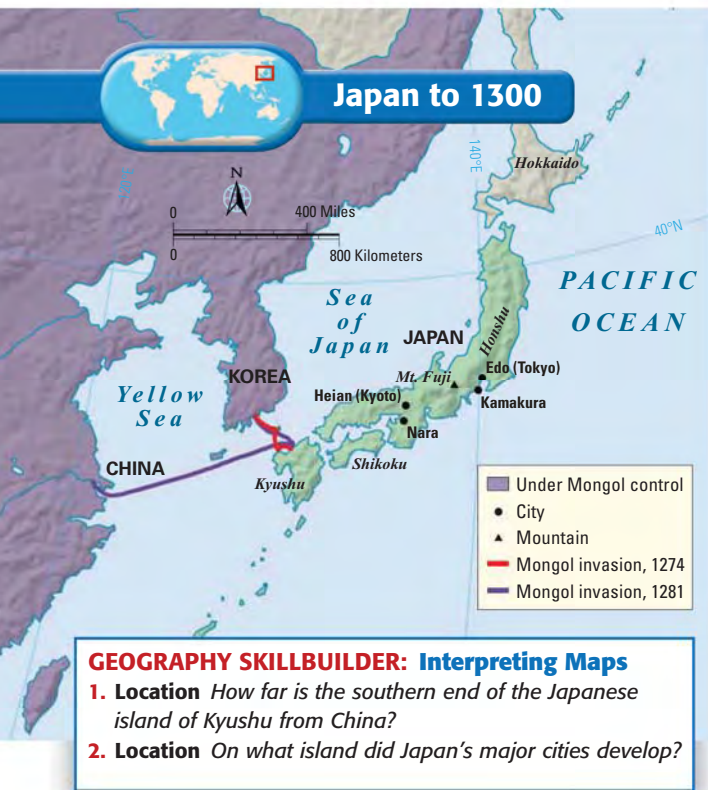 Japan to 1300
140°E
Hokkaido
N
0 400 Miles
0 800 Kilometers
40°N
PACIFIC
OCEAN
Sea
of
Japan
JAPAN
Honshu
Edo (Tokyo)
Mt. Fuji
KOREA
Heian (Kyoto)
Kamakura
Yellow
Sea
Nara
CHINA
Shikoku
Kyushu
Under Mongol control
City
Mountain
Mongol invasion, 1274
Mongol invasion, 1281
GEOGRAPHY SKILLBUILDER: Interpreting Maps
1. Location How far is the southern end of the Japanese
island of Kyushu from China?
2. Location On what island did Japan's major cities develop?